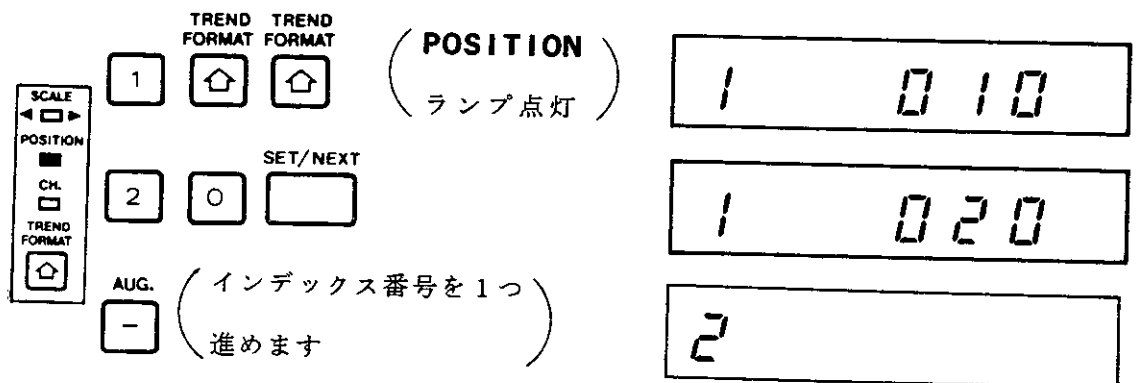 TREND TREND
FORMAT FORMAT
1
(POSITION
ランプ点灯)
1 010
SCALE
POSITION
CH.
TREND
FORMAT
SET/NEXT
2 0
1 020
AUG.
-
(インデックス番号を1つ
進めます)
2